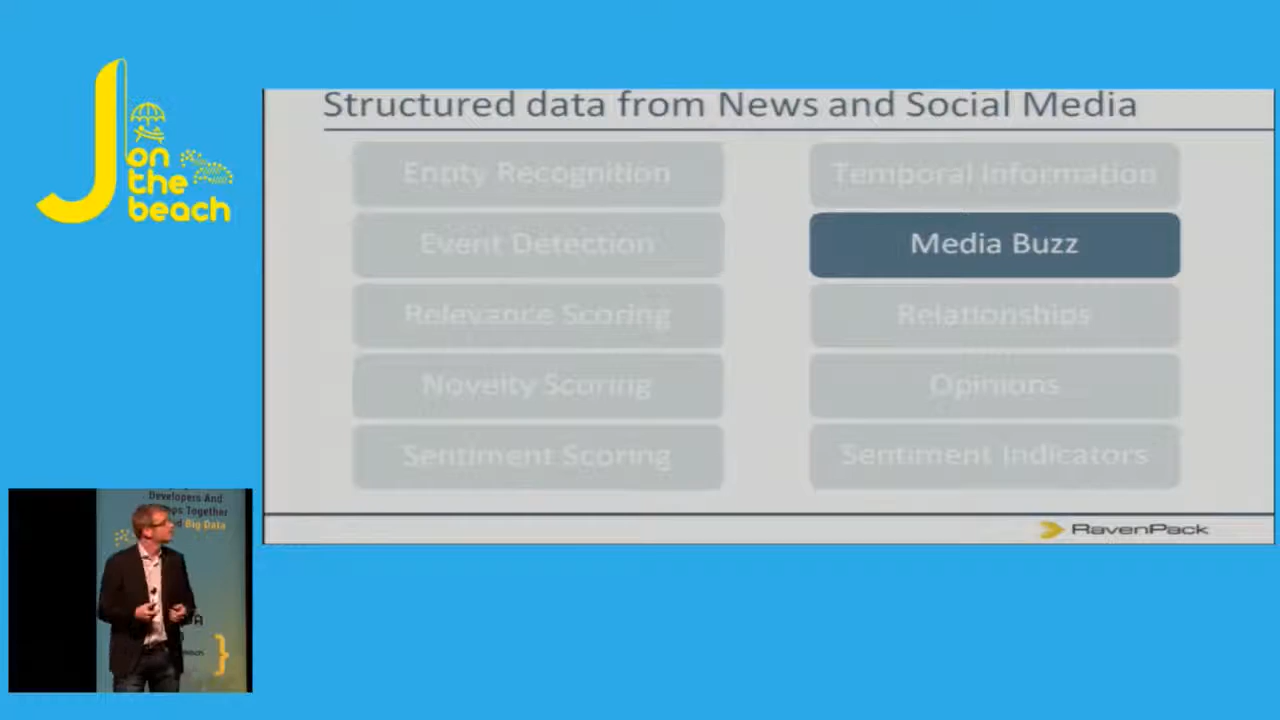 J
on
the
beach
Structured data from News and Social Media
Entity Recognition
Temporal Information
Event Detection
Media Buzz
Relevance Scoring
Relationships
Novelty Scoring
Opinions
Sentiment Scoring
Sentiment Indicators
RavenPack
Developers And
Together
Big Data
}